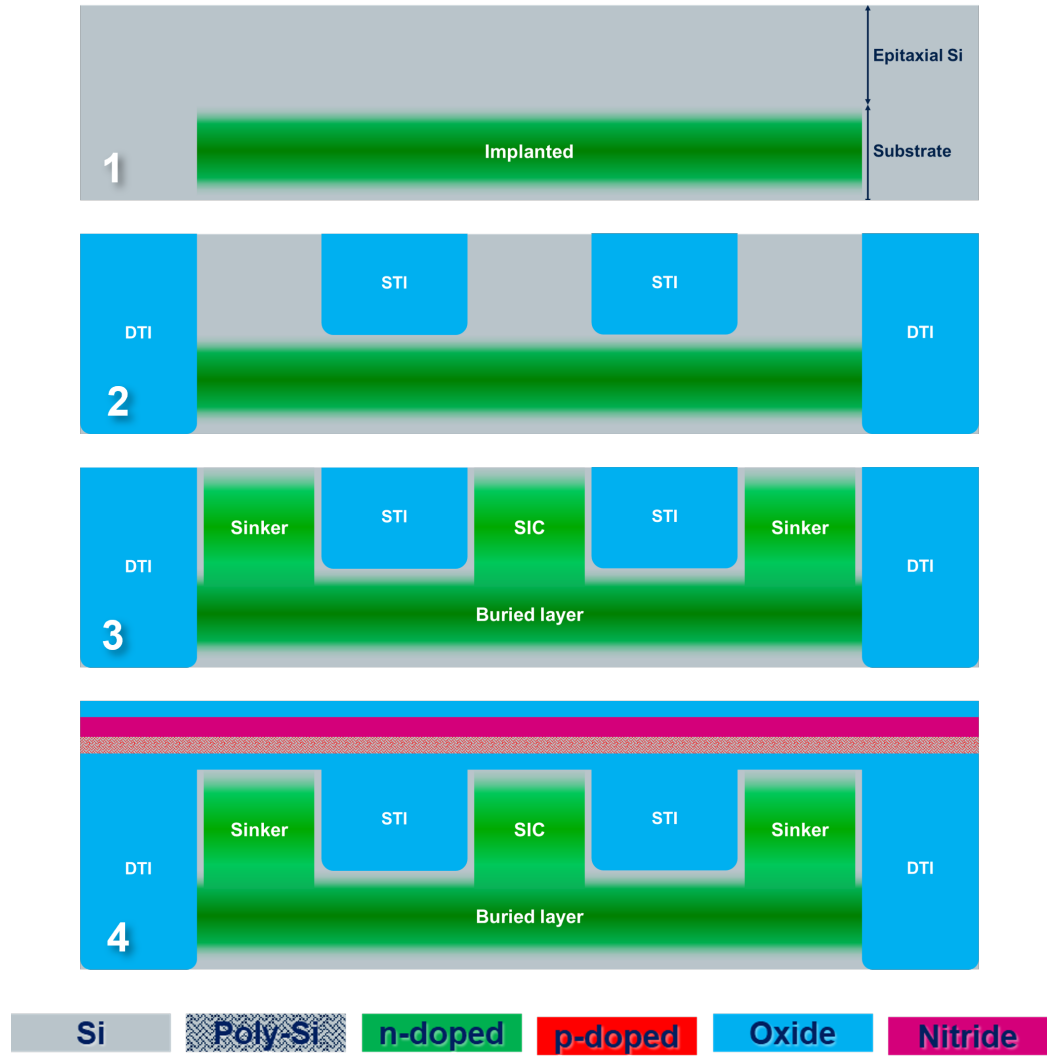 Epitaxial Si
Implanted
Substrate
1
STI
STI
DTI
DTI
2
Sinker
STI
SIC
STI
Sinker
DTI
DTI
Buried layer
3
Sinker
STI
SIC
STI
Sinker
DTI
DTI
Buried layer
4
Si
Poly-Si
n-doped
p-doped
Oxide
Nitride